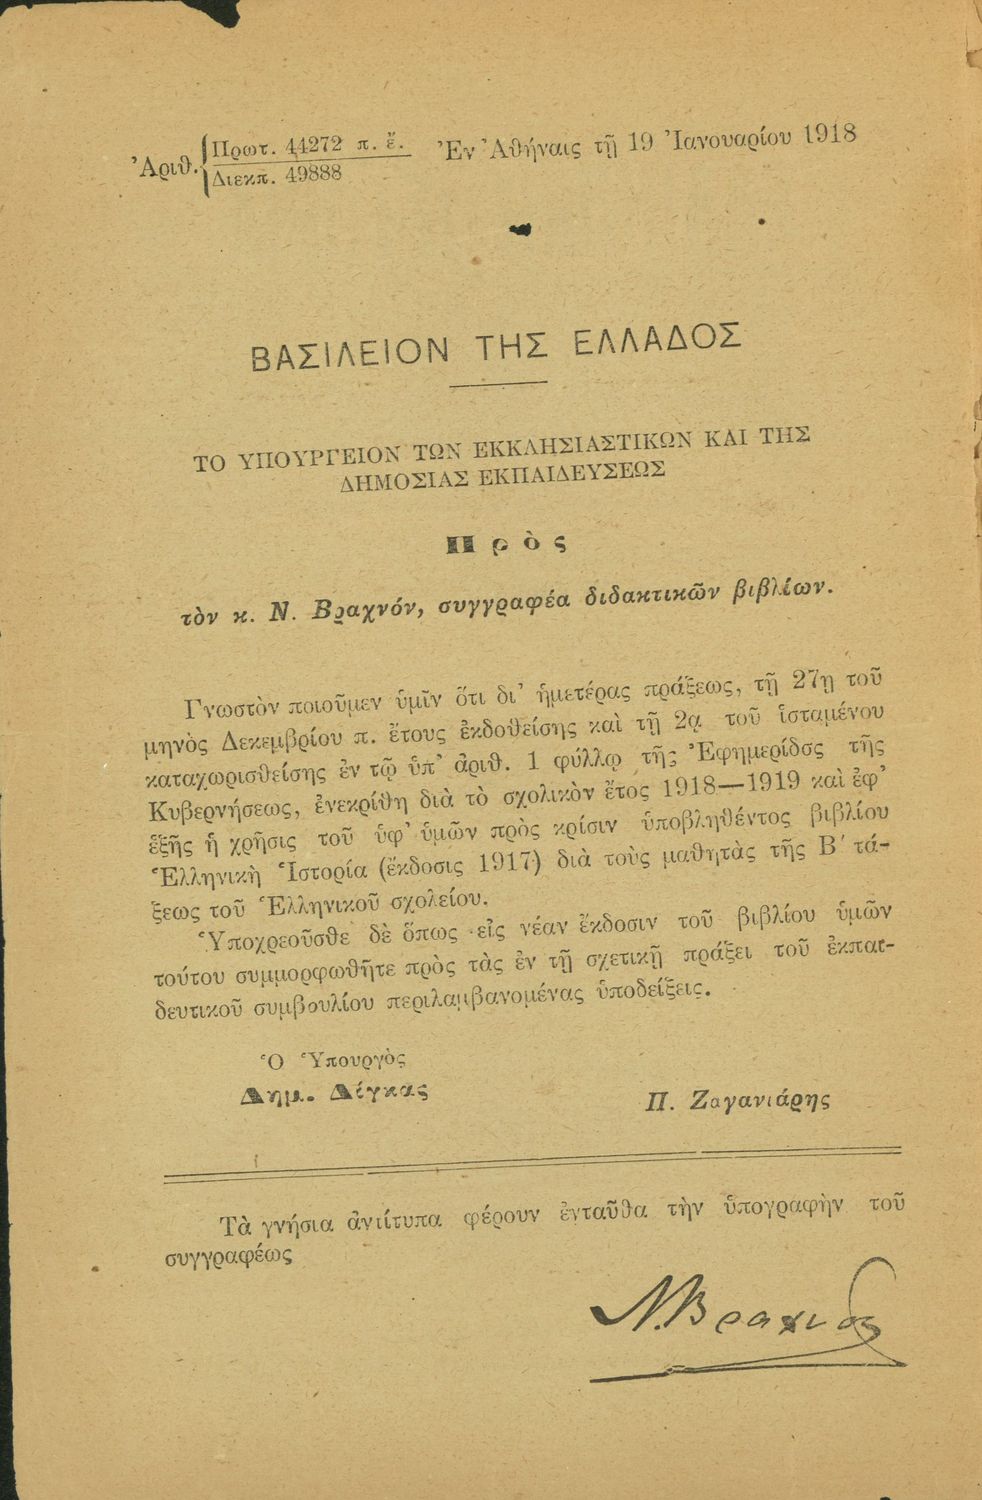 Ἀριθ. Πρωτ. 44272 π. ἔ. Ἐν Ἀθήναις τῇ 19 Ἰανουαρίου 1918
Διεκπ. 49888
ΒΑΣΙΛΕΙΟΝ ΤΗΣ ΕΛΛΑΔΟΣ
ΤΟ ΥΠΟΥΡΓΕΙΟΝ ΤΩΝ ΕΚΚΛΗΣΙΑΣΤΙΚΩΝ ΚΑΙ ΤΗΣ
ΔΗΜΟΣΙΑΣ ΕΚΠΑΙΔΕΥΣΕΩΣ
Πρὸς
τὸν κ. Ν. Βραχνόν, συγγραφέα διδακτικῶν βιβλίων.
Γνωστὸν ποιοῦμεν ὑμῖν ὅτι δι' ἡμετέρας πράξεως, τῇ 27ῃ τοῦ
μηνὸς Δεκεμβρίου π. ἔτους ἐκδοθείσης καὶ τῇ 2ᾳ τοῦ ἱσταμένου
καταχωρισθείσης ἐν τῷ ὑπ' ἀριθ. 1 φύλλῳ τῆς Ἐφημερίδος τῆς
Κυβερνήσεως, ἐνεκρίθη διὰ τὸ σχολικὸν ἔτος 1918—1919 καὶ ἐφ'
ἑξῆς ἡ χρῆσις τοῦ ὑφ' ὑμῶν πρὸς κρίσιν ὑποβληθέντος βιβλίου
Ἑλληνικὴ Ἱστορία (ἔκδοσις 1917) διὰ τοὺς μαθητὰς τῆς Β΄ τά-
ξεως τοῦ Ἑλληνικοῦ σχολείου.
Ὑποχρεοῦσθε δὲ ὅπως εἰς νέαν ἔκδοσιν τοῦ βιβλίου ὑμῶν
τούτου συμμορφωθῆτε πρὸς τὰς ἐν τῇ σχετικῇ πράξει τοῦ ἐκπαι-
δευτικοῦ συμβουλίου περιλαμβανομένας ὑποδείξεις.
Ὁ Ὑπουργὸς
Δημ. Δίγκας
Π. Ζαγανιάρης
Τὰ γνήσια ἀντίτυπα φέρουν ἐνταῦθα τὴν ὑπογραφὴν τοῦ
συγγραφέως
Ν. Βραχνὸς